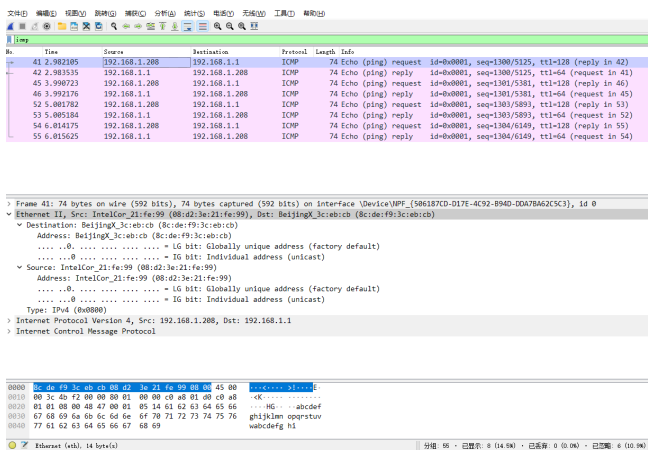 文件(F) 编辑(E) 视图(V) 跳转(G) 捕获(C) 分析(A) 统计(S) 电话(Y) 无线(W) 工具(T) 帮助(H)
icmp
No. Time Source Destination Protocol Length Info
41 2.982105 192.168.1.208 192.168.1.1 ICMP 74 Echo (ping) request id=0x0001, seq=1300/5125, ttl=128 (reply in 42)
42 2.983535 192.168.1.1 192.168.1.208 ICMP 74 Echo (ping) reply id=0x0001, seq=1300/5125, ttl=64 (request in 41)
45 3.990723 192.168.1.208 192.168.1.1 ICMP 74 Echo (ping) request id=0x0001, seq=1301/5381, ttl=128 (reply in 46)
46 3.992176 192.168.1.1 192.168.1.208 ICMP 74 Echo (ping) reply id=0x0001, seq=1301/5381, ttl=64 (request in 45)
52 5.001782 192.168.1.208 192.168.1.1 ICMP 74 Echo (ping) request id=0x0001, seq=1303/5893, ttl=128 (reply in 53)
53 5.005184 192.168.1.1 192.168.1.208 ICMP 74 Echo (ping) reply id=0x0001, seq=1303/5893, ttl=64 (request in 52)
54 6.014175 192.168.1.208 192.168.1.1 ICMP 74 Echo (ping) request id=0x0001, seq=1304/6149, ttl=128 (reply in 55)
55 6.015625 192.168.1.1 192.168.1.208 ICMP 74 Echo (ping) reply id=0x0001, seq=1304/6149, ttl=64 (request in 54)
Frame 41: 74 bytes on wire (592 bits), 74 bytes captured (592 bits) on interface \Device\NPF_{506187CD-D17E-4C92-B94D-DDA7BA62C5C3}, id 0
Ethernet II, Src: IntelCor_21:fe:99 (08:d2:3e:21:fe:99), Dst: BeijingX_3c:eb:cb (8c:de:f9:3c:eb:cb)
Destination: BeijingX_3c:eb:cb (8c:de:f9:3c:eb:cb)
Address: BeijingX_3c:eb:cb (8c:de:f9:3c:eb:cb)
.... ..0. .... .... .... .... = LG bit: Globally unique address (factory default)
.... ...0 .... .... .... .... = IG bit: Individual address (unicast)
Source: IntelCor_21:fe:99 (08:d2:3e:21:fe:99)
Address: IntelCor_21:fe:99 (08:d2:3e:21:fe:99)
.... ..0. .... .... .... .... = LG bit: Globally unique address (factory default)
.... ...0 .... .... .... .... = IG bit: Individual address (unicast)
Type: IPv4 (0x0800)
Internet Protocol Version 4, Src: 192.168.1.208, Dst: 192.168.1.1
Internet Control Message Protocol
0000 8c de f9 3c eb cb 08 d2 3e 21 fe 99 08 00 45 00 ···<···· >!····E·
0010 00 3c 4b f2 00 00 80 01 00 00 c0 a8 01 d0 c0 a8 ·<K····· ········
0020 01 01 08 00 48 47 00 01 05 14 61 62 63 64 65 66 ····HG·· ··abcdef
0030 67 68 69 6a 6b 6c 6d 6e 6f 70 71 72 73 74 75 76 ghijklmn opqrstuv
0040 77 61 62 63 64 65 66 67 68 69 wabcdefg hi
Ethernet (eth), 14 byte(s) 分组: 55 · 已显示: 8 (14.5%) · 已丢弃: 0 (0.0%) · 已忽略: 6 (10.9%)